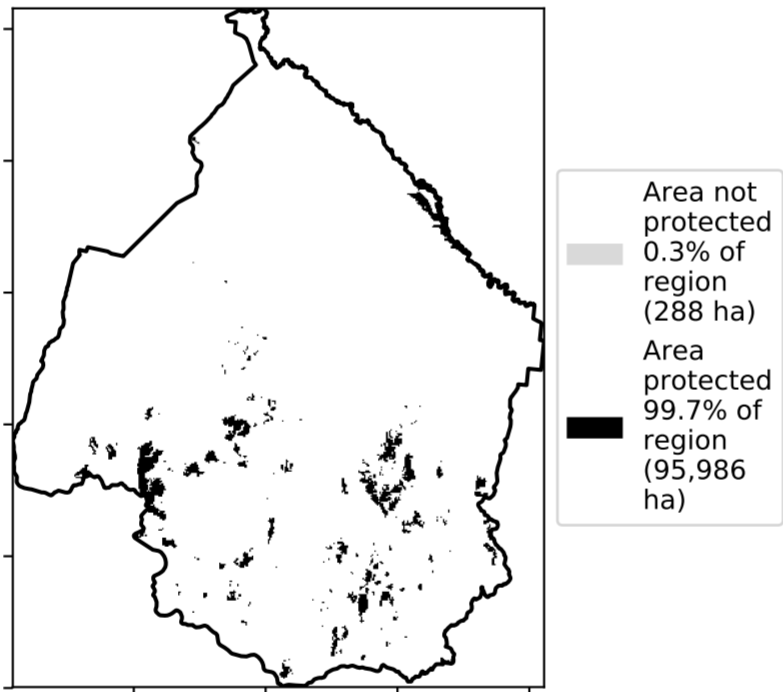 Area not
protected
0.3% of
region
(288 ha)
Area
protected
99.7% of
region
(95,986
ha)